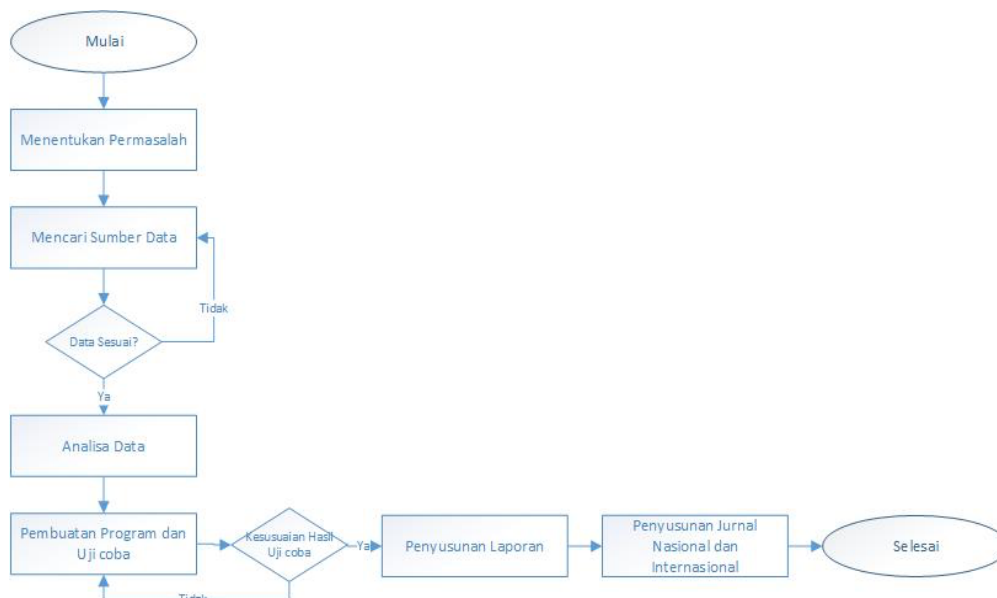 Mulai
Menentukan Permasalah
Mencari Sumber Data
Tidak
Data Sesuai?
Ya
Analisa Data
Pembuatan Program dan
Uji coba
Kesusuaian Hasil
Uji coba
Ya
Penyusunan Laporan
Penyusunan Jurnal
Nasional dan
Internasional
Selesai
Tidak